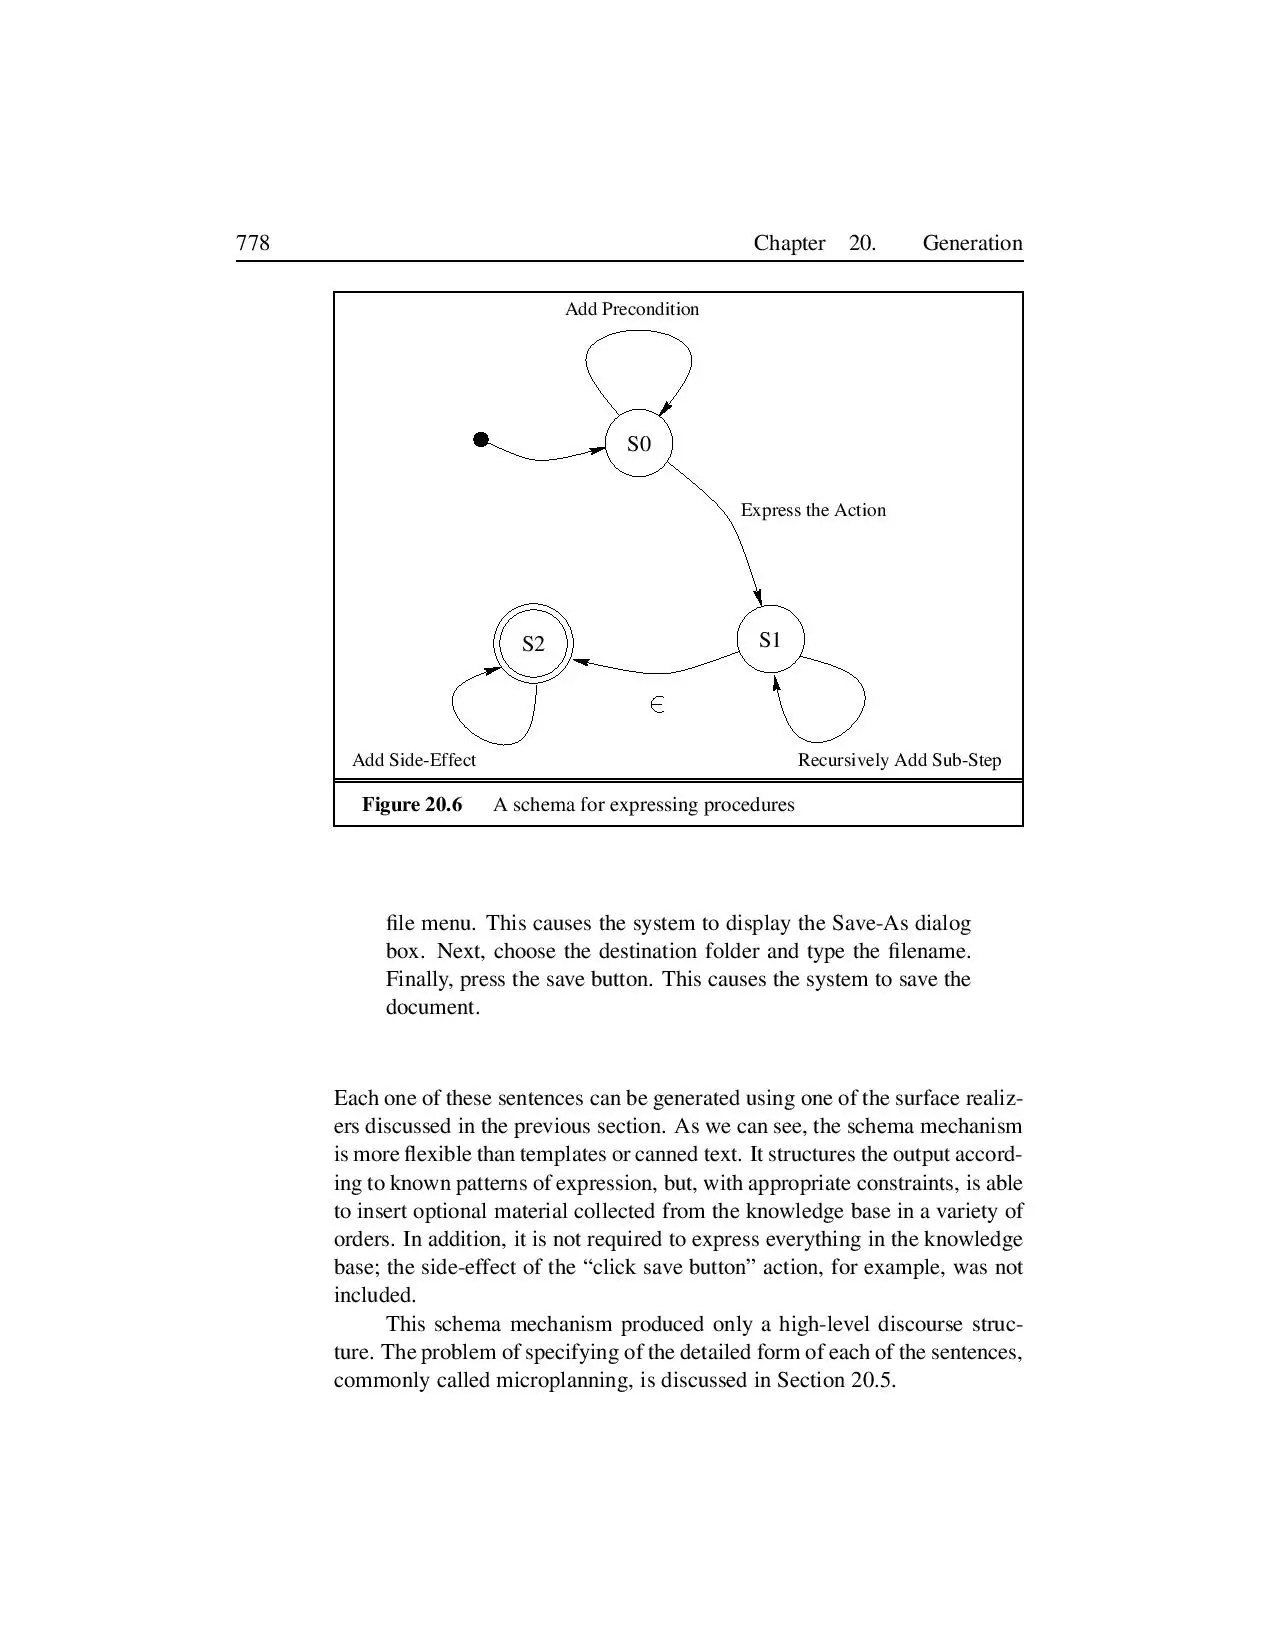 778 Chapter 20. Generation
Add Precondition
S0
Express the Action
S2
S1
∈
Add Side-Effect
Recursively Add Sub-Step
Figure 20.6 A schema for expressing procedures
file menu. This causes the system to display the Save-As dialog
box. Next, choose the destination folder and type the filename.
Finally, press the save button. This causes the system to save the
document.
Each one of these sentences can be generated using one of the surface realiz-
ers discussed in the previous section. As we can see, the schema mechanism
is more flexible than templates or canned text. It structures the output accord-
ing to known patterns of expression, but, with appropriate constraints, is able
to insert optional material collected from the knowledge base in a variety of
orders. In addition, it is not required to express everything in the knowledge
base; the side-effect of the “click save button” action, for example, was not
included.
This schema mechanism produced only a high-level discourse struc-
ture. The problem of specifying of the detailed form of each of the sentences,
commonly called microplanning, is discussed in Section 20.5.